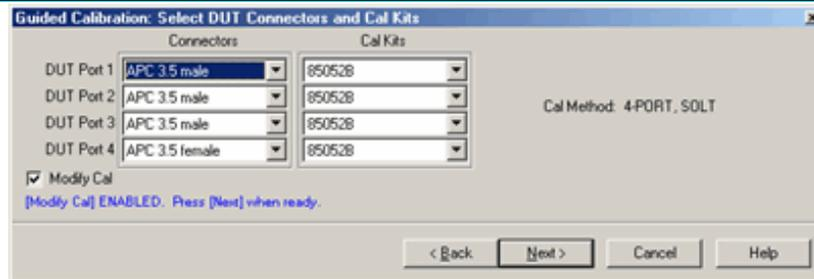 Guided Calibration: Select DUT Connectors and Cal Kits
Connectors Cal Kits
DUT Port 1 APC 3.5 male 85052B
DUT Port 2 APC 3.5 male 85052B
DUT Port 3 APC 3.5 male 85052B
DUT Port 4 APC 3.5 female 85052B
Cal Method: 4-PORT, SOLT
Modify Cal
[Modify Cal] ENABLED. Press [Next] when ready.
< Back Next > Cancel Help